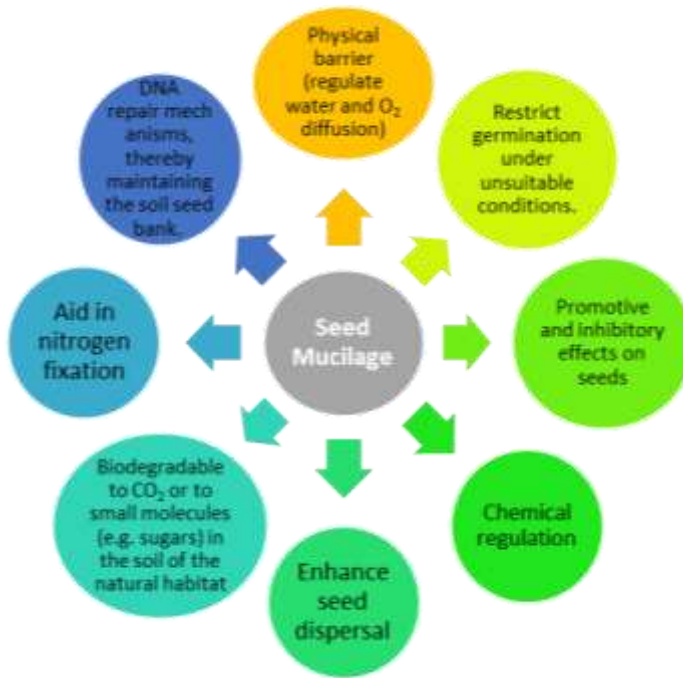 Physical
barrier
(regulate
water and O₂
diffusion)
Restrict
germination
under
unsuitable
conditions.
Promotive
and inhibitory
effects on
seeds
Chemical
regulation
Enhance
seed
dispersal
Biodegradable
to CO₂ or to
small molecules
(e.g. sugars) in
the soil of the
natural habitat
Aid in
nitrogen
fixation
DNA
repair mech
anisms,
thereby
maintaining
the soil seed
bank.
Seed
Mucilage